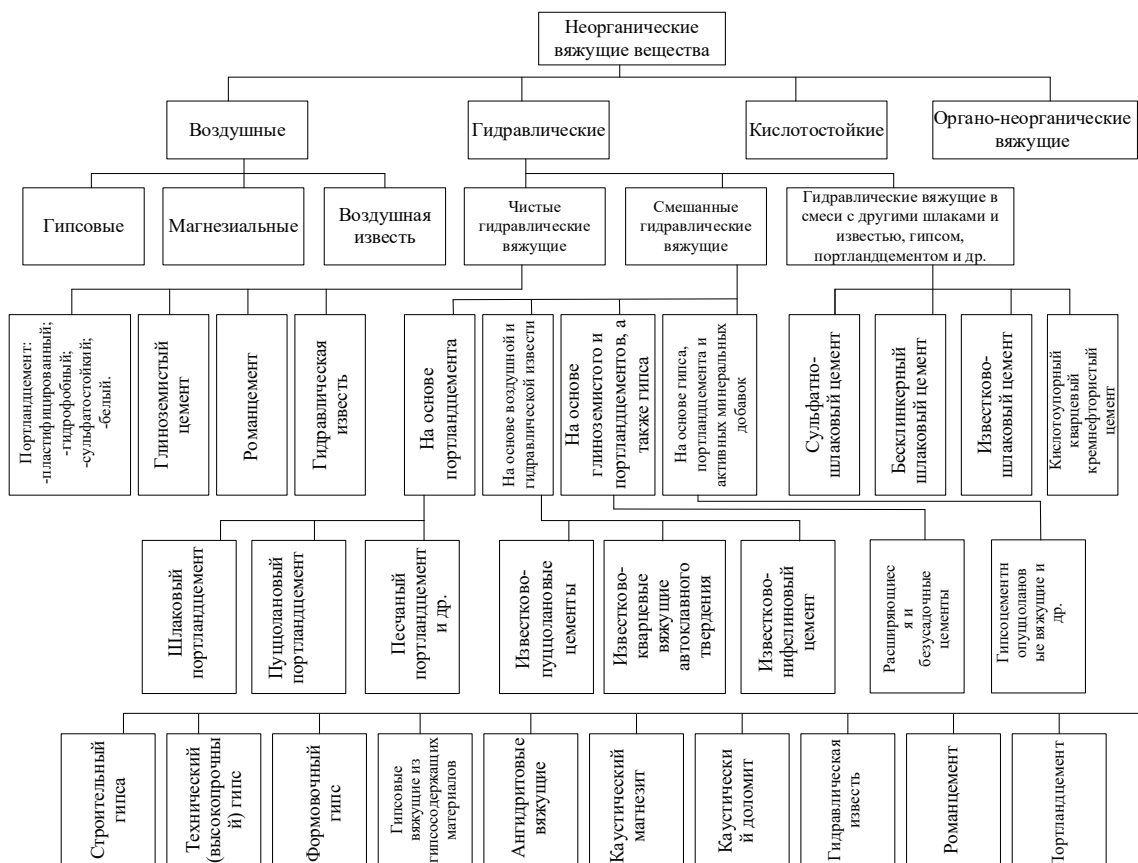 Неорганические
вяжущие вещества
Воздушные
Гидравлические
Кислотостойкие
Органо-неорганические
вяжущие
Гипсовые
Магнезиальные
Воздушная
известь
Чистые
гидравлические
вяжущие
Смешанные
гидравлические
вяжущие
Гидравлические вяжущие в
смеси с другими шлаками и
известью, гипсом,
портландцементом и др.
Портландцемент:
-пластифицированный;
-гидрофобный;
-сульфатостойкий;
-белый.
Глиноземистый
цемент
Романцемент
Гидравлическая
известь
На основе
портландцемента
На основе воздушной и
гидравлической извести
На основе
глиноземистого и
портландцементов, а
также гипса
На основе гипса,
портландцемента и
активных минеральных
добавок
Сульфатно-
шлаковый цемент
Бесклинкерный
шлаковый цемент
Известково-
шлаковый цемент
Кислотоупорный
кварцевый
кремнефтористый
цемент
Шлаковый
портландцемент
Пуццолановый
портландцемент
Песчаный
портландцемент
и др.
Известково-
пуццолановые
цементы
Известково-
кварцевые
вяжущие
автоклавного
твердения
Известково-
нифелиновый
цемент
Расширяющиес
я и
безусадочные
цементы
Гипсоцементн
опуццоланов
ые вяжущие и
др.
Строительный
гипса
Технический
(высокопрочны
й) гипс
Формовочный
гипс
Гипсовые
вяжущие из
гипсосодержащих
материалов
Ангидритовые
вяжущие
Каустический
магнезит
Каустически
й доломит
Гидравлическая
известь
Романцемент
Портландцемент